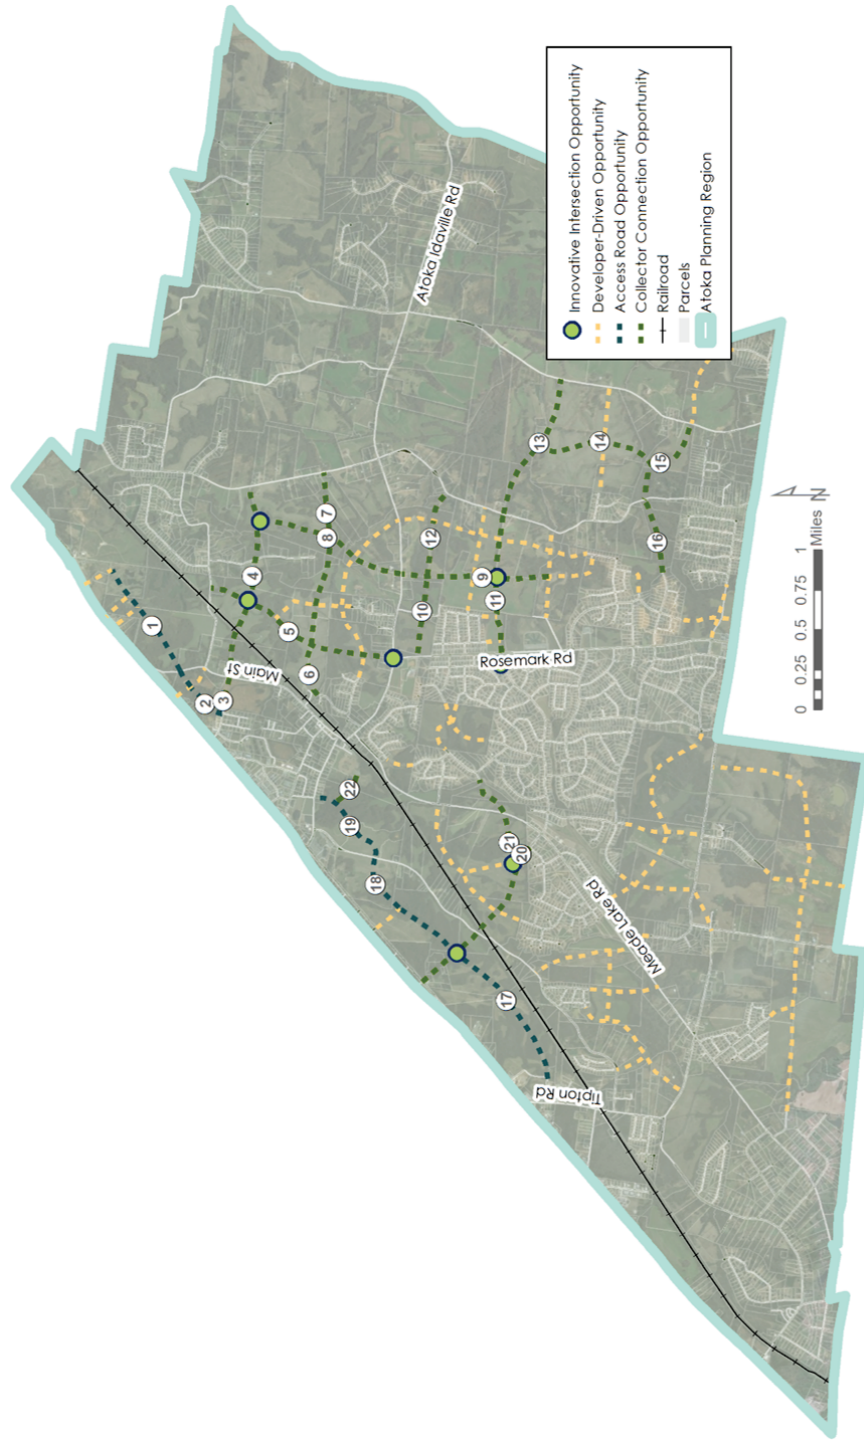 Innovative Intersection Opportunity
Developer-Driven Opportunity
Access Road Opportunity
Collector Connection Opportunity
Railroad
Parcels
Atoka Planning Region
Atoka Idaville Rd
Main St
Rosemark Rd
Meade Lake Rd
Tipton Rd
1
2
3
4
5
6
7
8
9
10
11
12
13
14
15
16
17
18
19
20
21
22
0 0.25 0.5 0.75 1
Miles
N